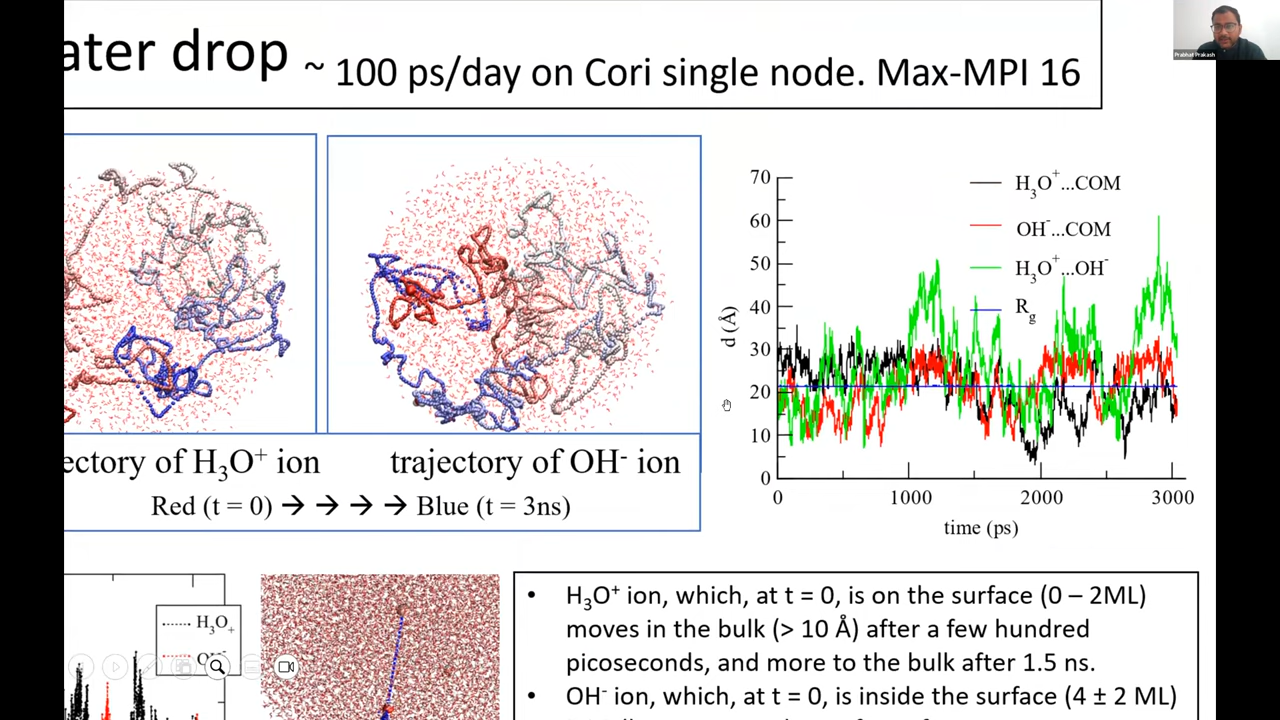 ater drop ~ 100 ps/day on Cori single node. Max-MPI 16
Prabhat Prakash
70
60
50
40
30
20
10
0
d (Å)
H₃O⁺...COM
OH⁻...COM
H₃O⁺...OH⁻
Rg
0 1000 2000 3000
time (ps)
ectory of H₃O⁺ ion
trajectory of OH⁻ ion
Red (t = 0) → → → → Blue (t = 3ns)
H₃O₊
• H₃O⁺ ion, which, at t = 0, is on the surface (0 – 2ML)
moves in the bulk (> 10 Å) after a few hundred
picoseconds, and more to the bulk after 1.5 ns.
• OH⁻ ion, which, at t = 0, is inside the surface (4 ± 2 ML)